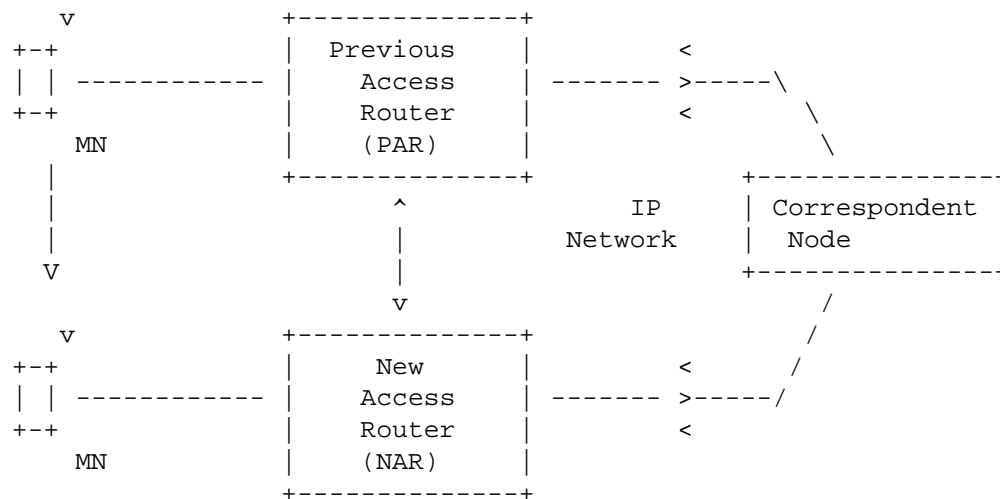 v
Previous
Access
Router
(PAR)
MN
IP
Network
Correspondent
Node
V
v
v
New
Access
Router
(NAR)
MN